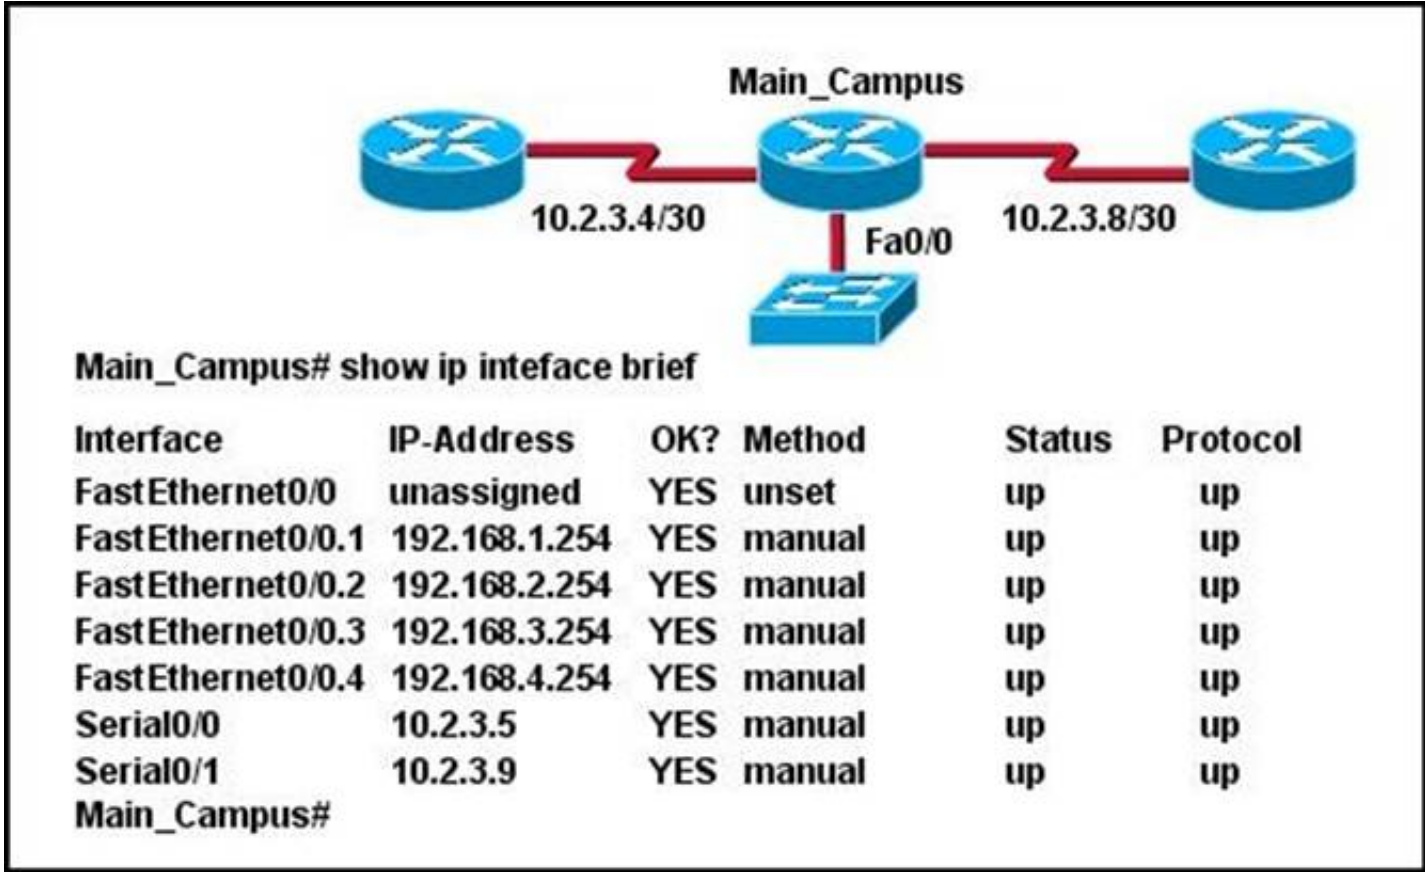 Main_Campus
10.2.3.4/30
10.2.3.8/30
Fa0/0
Main_Campus# show ip inteface brief
Interface IP-Address OK? Method Status Protocol
FastEthernet0/0 unassigned YES unset up up
FastEthernet0/0.1 192.168.1.254 YES manual up up
FastEthernet0/0.2 192.168.2.254 YES manual up up
FastEthernet0/0.3 192.168.3.254 YES manual up up
FastEthernet0/0.4 192.168.4.254 YES manual up up
Serial0/0 10.2.3.5 YES manual up up
Serial0/1 10.2.3.9 YES manual up up
Main_Campus#